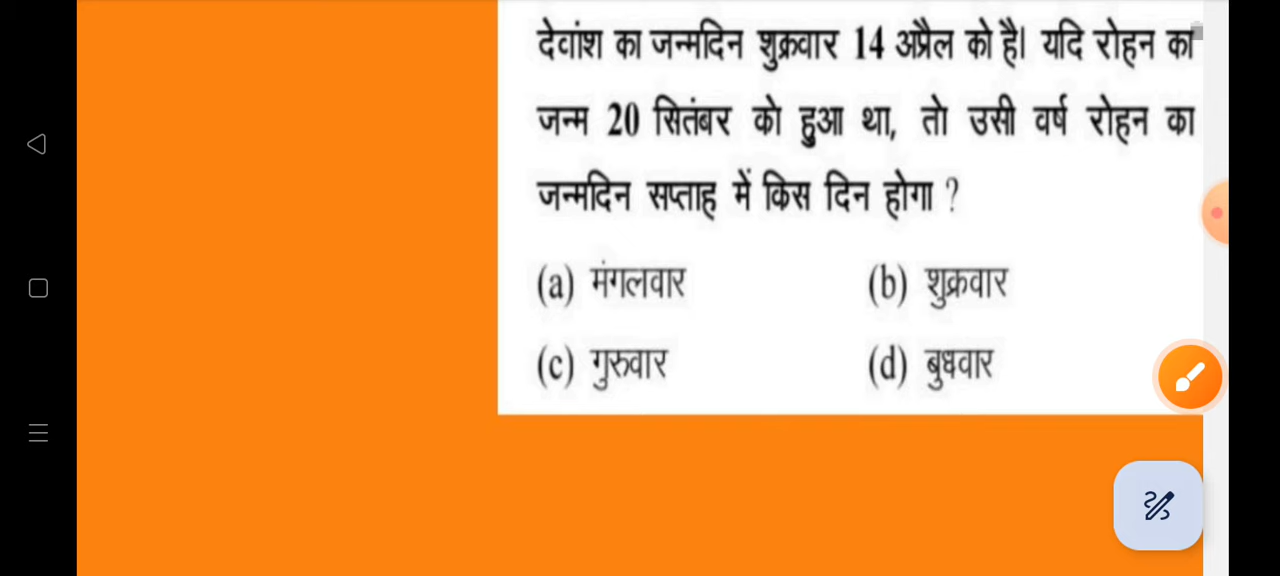 देवांश का जन्मदिन शुक्रवार 14 अप्रैल को है। यदि रोहन का
जन्म 20 सितंबर को हुआ था, तो उसी वर्ष रोहन का
जन्मदिन सप्ताह में किस दिन होगा ?
(a) मंगलवार (b) शुक्रवार
(c) गुरुवार (d) बुधवार